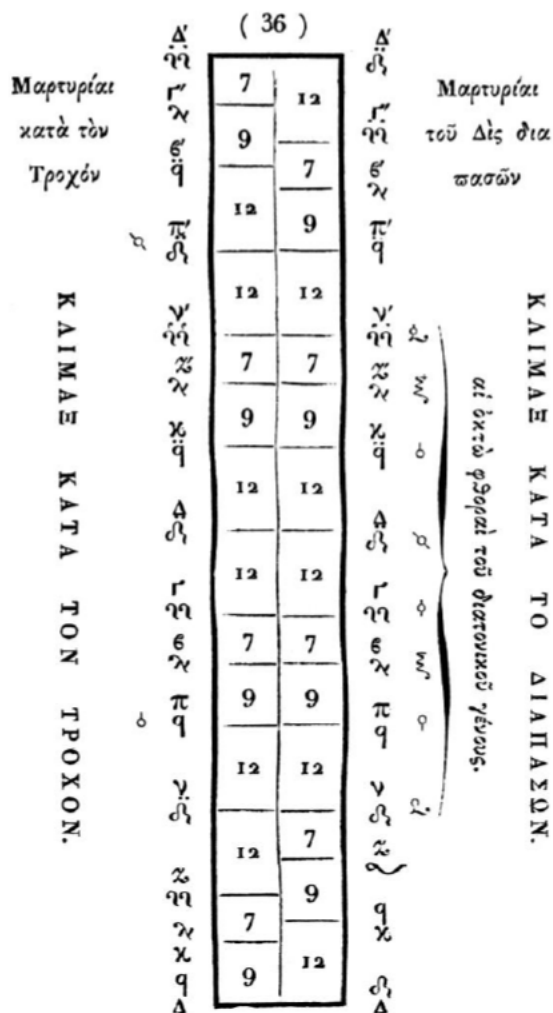 ( 36 )
Μαρτυρίαι
κατὰ τὸν
Τροχόν
Μαρτυρίαι
τοῦ Δὶς δια
πασῶν
ΚΛΙΜΑΞ ΚΑΤΑ ΤΟΝ ΤΡΟΧΟΝ.
Δ'
Γ'
ϐ'
π'
ν'
ζ'
κ
Δ
Γ
ϐ
π
ν
ζ
κ
Δ
7
9
12
12
7
9
12
12
7
9
12
12
7
9
12
7
9
12
7
9
12
12
7
9
12
7
9
12
Δ'
Γ'
ϐ'
π'
ν'
ζ'
κ
Δ
Γ
ϐ
π
ν
ζ
κ
Δ
αἱ ὀκτὼ φθοραὶ τοῦ διατονικοῦ γένους.
ΚΛΙΜΑΞ ΚΑΤΑ ΤΟ ΔΙΑΠΑΣΩΝ.